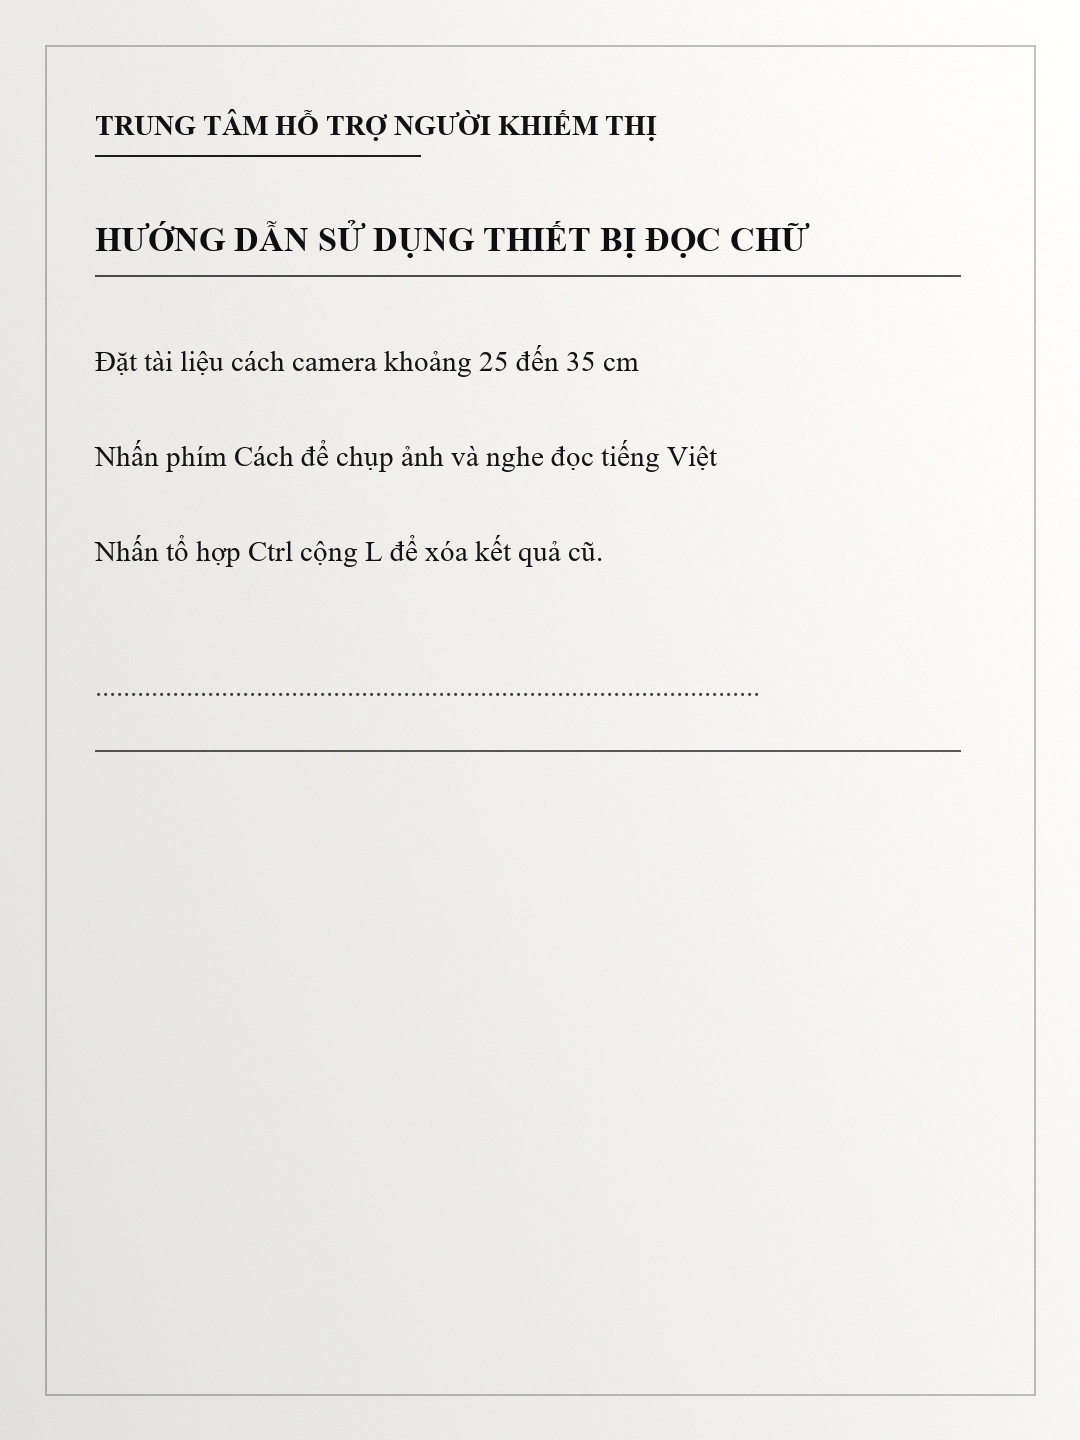 TRUNG TÂM HỖ TRỢ NGƯỜI KHIẾM THỊ
HƯỚNG DẪN SỬ DỤNG THIẾT BỊ ĐỌC CHỮ
Đặt tài liệu cách camera khoảng 25 đến 35 cm
Nhấn phím Cách để chụp ảnh và nghe đọc tiếng Việt
Nhấn tổ hợp Ctrl cộng L để xóa kết quả cũ.
...............................................................................................